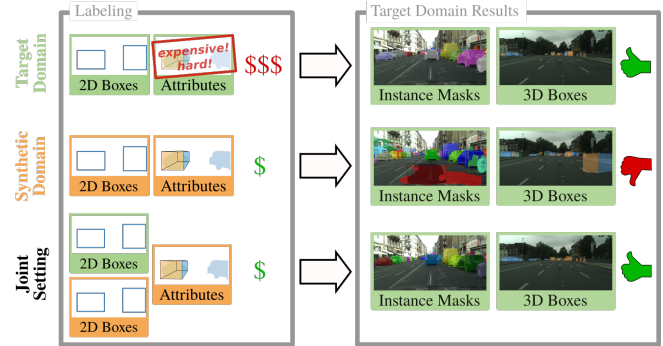 Labeling
Target Domain Results
Target
Domain
expensive!
hard!
2D Boxes
Attributes
$$$
Instance Masks
3D Boxes
Synthetic
Domain
2D Boxes
Attributes
$
Instance Masks
3D Boxes
Joint
Setting
2D Boxes
2D Boxes
Attributes
$
Instance Masks
3D Boxes